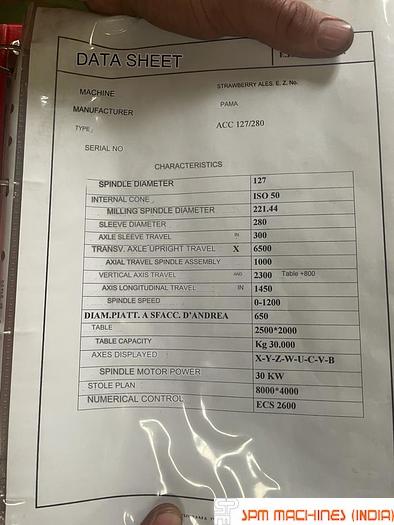 DATA SHEET
MACHINE STRAWBERRY ALES. E. Z. No.
MANUFACTURER PAMA
TYPE, ACC 127/280
SERIAL NO
CHARACTERISTICS
SPINDLE DIAMETER 127
INTERNAL CONE ISO 50
MILLING SPINDLE DIAMETER 221.44
SLEEVE DIAMETER 280
AXLE SLEEVE TRAVEL IN 300
TRANSV. AXLE UPRIGHT TRAVEL X 6500
AXIAL TRAVEL SPINDLE ASSEMBLY 1000
VERTICAL AXIS TRAVEL AND 2300 Table +800
AXIS LONGITUDINAL TRAVEL IN 1450
SPINDLE SPEED 0-1200
DIAM.PIATT. A SFACC. D'ANDREA 650
TABLE 2500*2000
TABLE CAPACITY Kg 30.000
AXES DISPLAYED X-Y-Z-W-U-C-V-B
SPINDLE MOTOR POWER 30 KW
STOLE PLAN 8000*4000
NUMERICAL CONTROL ECS 2600
SPM MACHINES (INDIA)